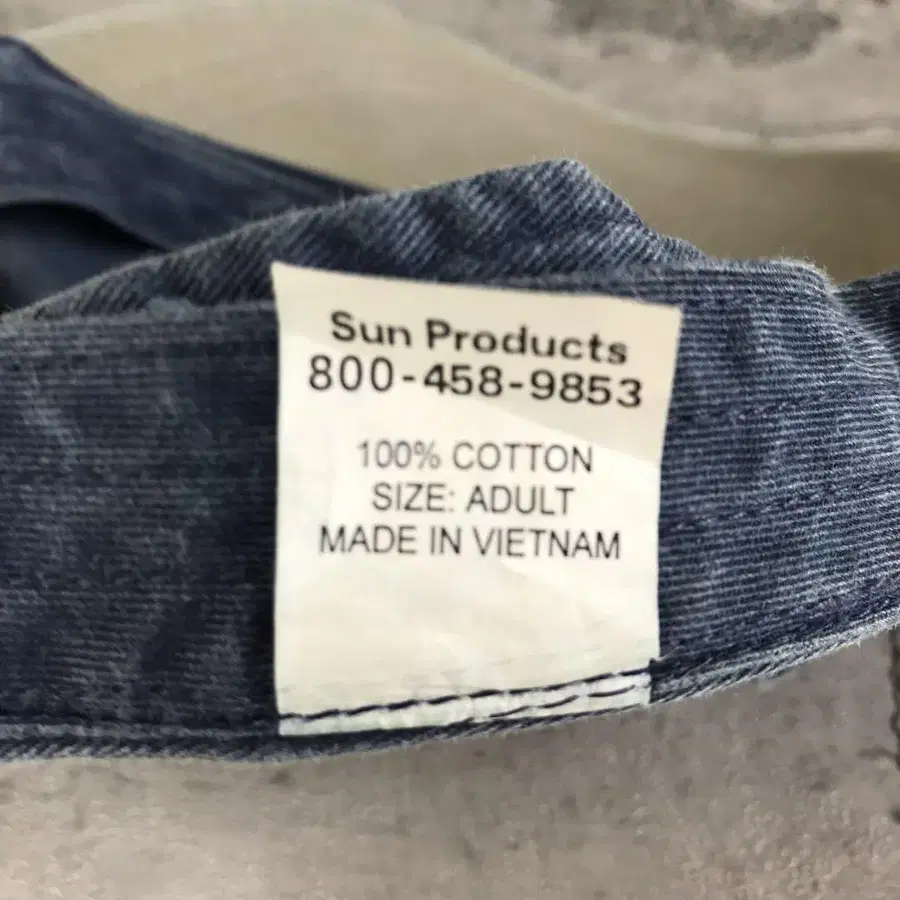 Sun Products
800-458-9853
100% COTTON
SIZE: ADULT
MADE IN VIETNAM